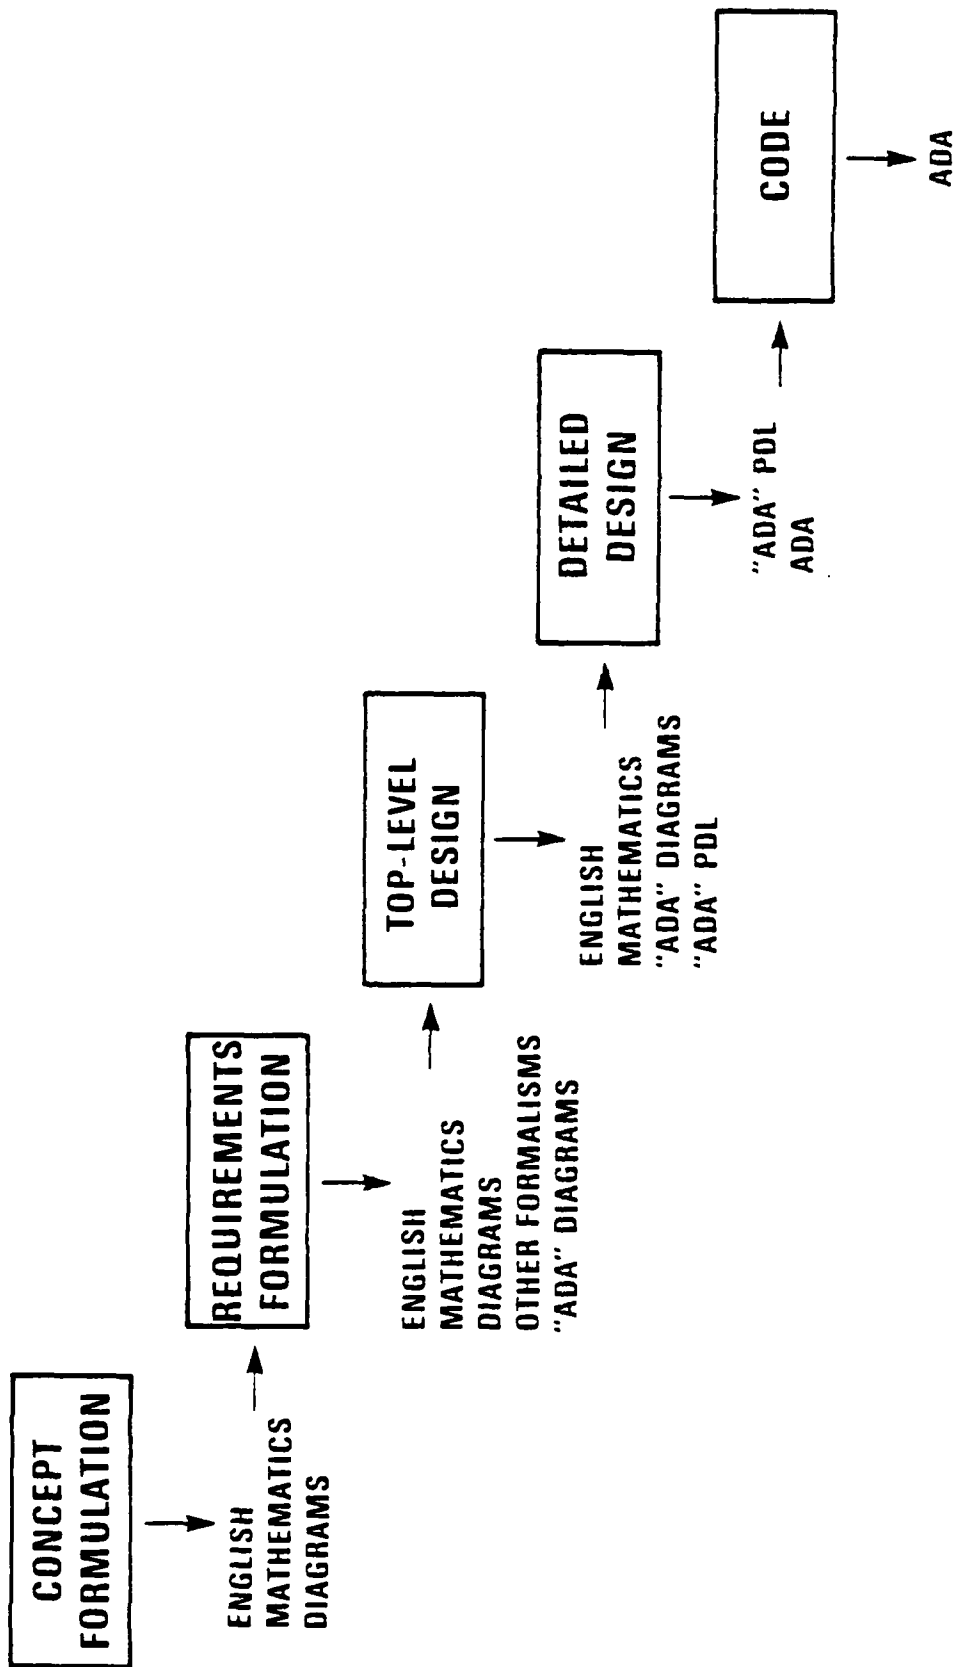 CONCEPT
FORMULATION
ENGLISH
MATHEMATICS
DIAGRAMS
REQUIREMENTS
FORMULATION
ENGLISH
MATHEMATICS
DIAGRAMS
OTHER FORMALISMS
"ADA" DIAGRAMS
TOP-LEVEL
DESIGN
ENGLISH
MATHEMATICS
"ADA" DIAGRAMS
"ADA" PDL
DETAILED
DESIGN
"ADA" PDL
ADA
CODE
ADA